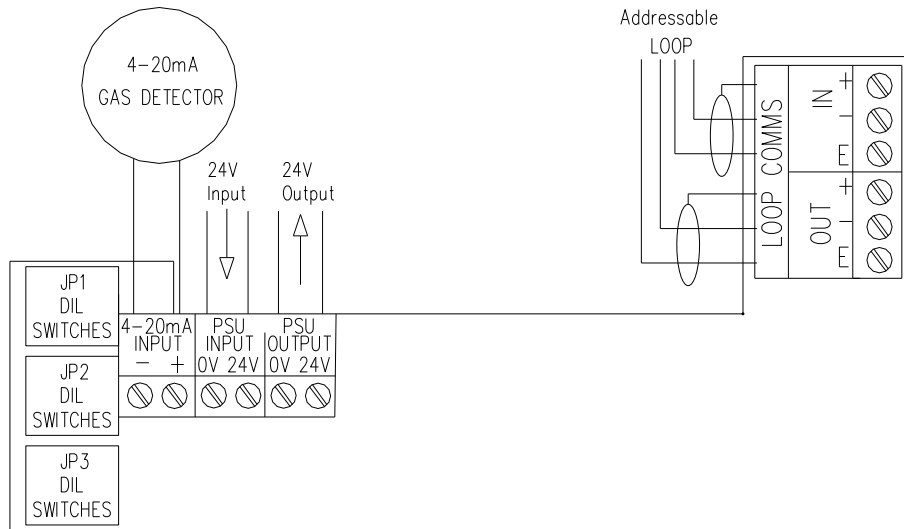 Addressable
LOOP
4-20mA
GAS DETECTOR
24V
Input
24V
Output
LOOP COMMS
IN
+
-
E
OUT
+
-
E
JP1
DIL
SWITCHES
4-20mA
INPUT
- +
PSU
INPUT
0V 24V
PSU
OUTPUT
0V 24V
JP2
DIL
SWITCHES
JP3
DIL
SWITCHES